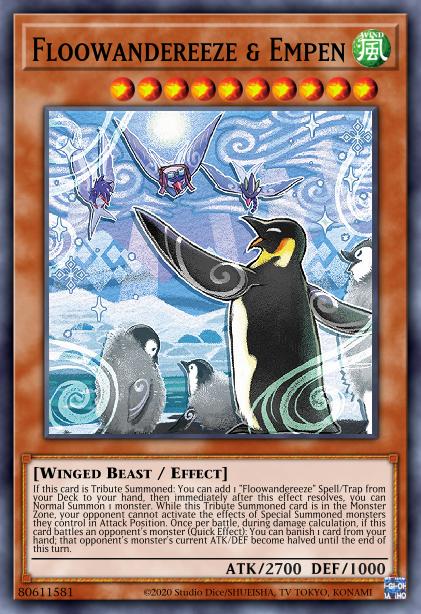 Floowandereeze & Empen
WIND
風
[Winged Beast / Effect]
If this card is Tribute Summoned: You can add 1 "Floowandereeze" Spell/Trap from
your Deck to your hand, then immediately after this effect resolves, you can
Normal Summon 1 monster. While this Tribute Summoned card is in the Monster
Zone, your opponent cannot activate the effects of Special Summoned monsters
they control in Attack Position. Once per battle, during damage calculation, if this
card battles an opponent's monster (Quick Effect): You can banish 1 card from your
hand; that opponent's monster's current ATK/DEF become halved until the end of
this turn.
ATK/2700 DEF/1000
80611581 ©2020 Studio Dice/SHUEISHA, TV TOKYO, KONAMI